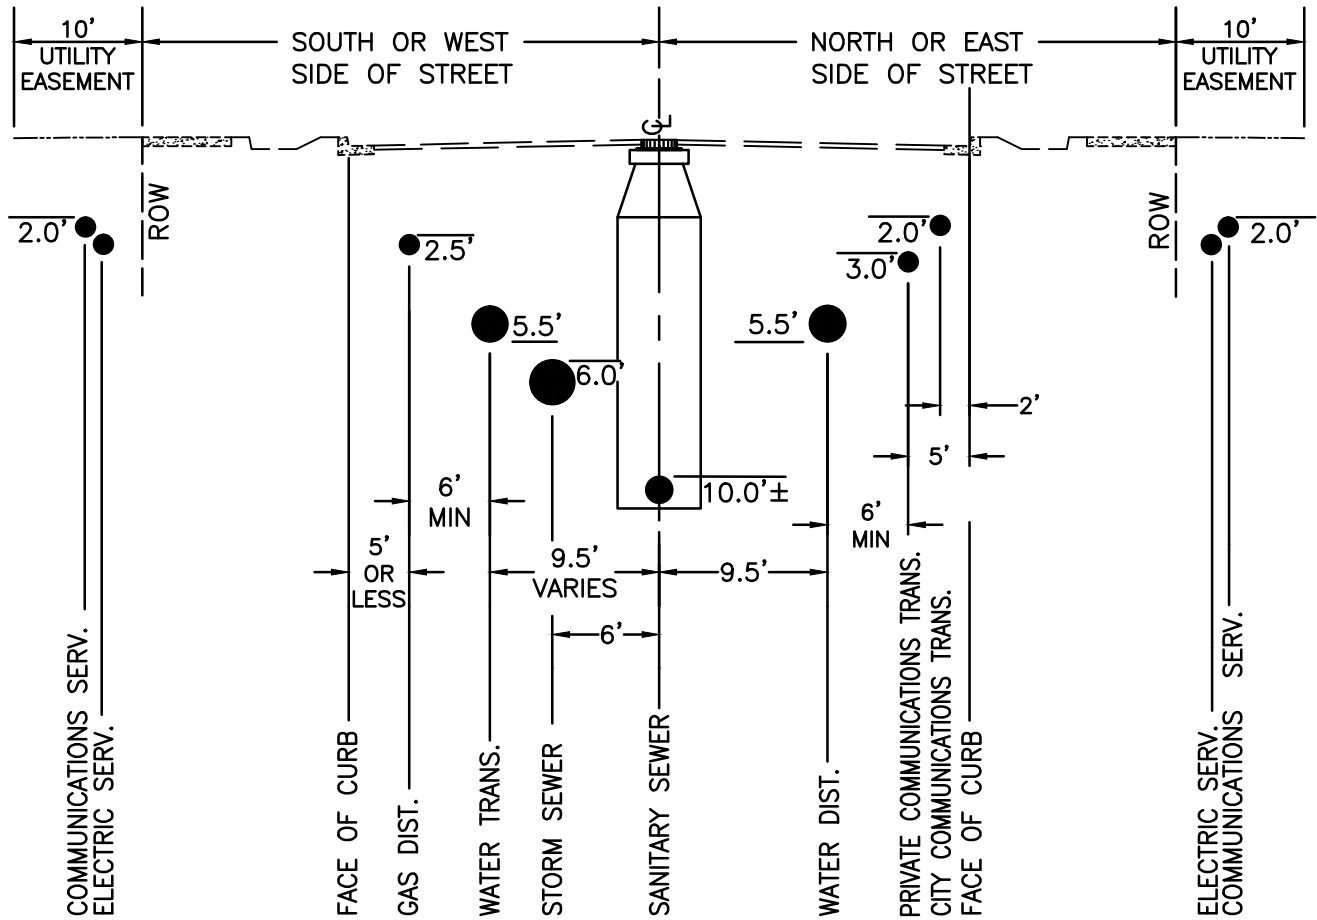 10'
UTILITY
EASEMENT
SOUTH OR WEST
SIDE OF STREET
NORTH OR EAST
SIDE OF STREET
10'
UTILITY
EASEMENT
CL
ROW
ROW
2.0'
2.5'
2.0'
3.0'
2.0'
5.5'
5.5'
6.0'
2'
5'
10.0'±
6'
MIN
6'
MIN
5'
OR
LESS
9.5'
VARIES
9.5'
6'
COMMUNICATIONS SERV.
ELECTRIC SERV.
FACE OF CURB
GAS DIST.
WATER TRANS.
STORM SEWER
SANITARY SEWER
WATER DIST.
PRIVATE COMMUNICATIONS TRANS.
CITY COMMUNICATIONS TRANS.
FACE OF CURB
ELECTRIC SERV.
COMMUNICATIONS SERV.